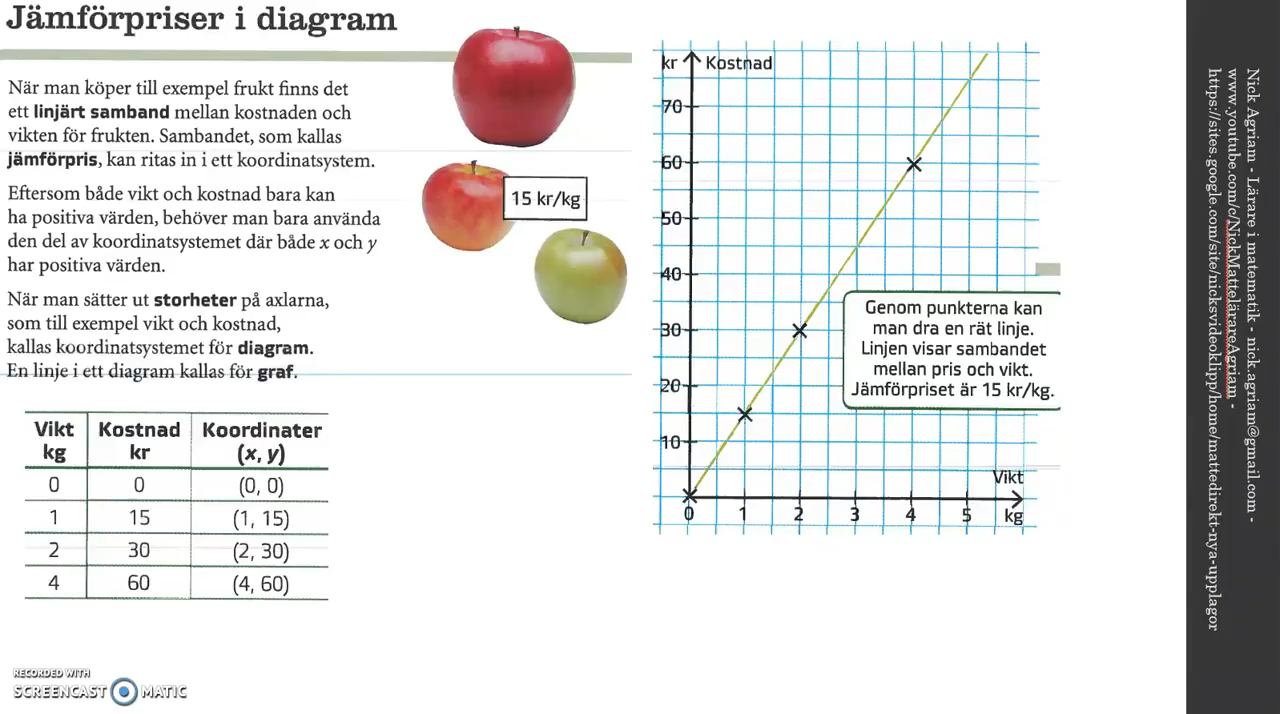 Jämförpriser i diagram
När man köper till exempel frukt finns det
ett linjärt samband mellan kostnaden och
vikten för frukten. Sambandet, som kallas
jämförpris, kan ritas in i ett koordinatsystem.
Eftersom både vikt och kostnad bara kan
ha positiva värden, behöver man bara använda
den del av koordinatsystemet där både x och y
har positiva värden.
När man sätter ut storheter på axlarna,
som till exempel vikt och kostnad,
kallas koordinatsystemet för diagram.
En linje i ett diagram kallas för graf.
15 kr/kg
Vikt Kostnad Koordinater
kg kr (x, y)
0 0 (0, 0)
1 15 (1, 15)
2 30 (2, 30)
4 60 (4, 60)
kr Kostnad
70
60
50
40
30
20
10
Genom punkterna kan
man dra en rät linje.
Linjen visar sambandet
mellan pris och vikt.
Jämförpriset är 15 kr/kg.
Vikt
0 1 2 3 4 5 kg
RECORDED WITH
SCREENCAST MATIC
Nick Agriam - Lärare i matematik - nick.agriam@gmail.com -
www.youtube.com/c/NickMattelärareAgriam -
https://sites.google.com/site/nicksvideoklipp/home/mattedirekt-nya-upplagor